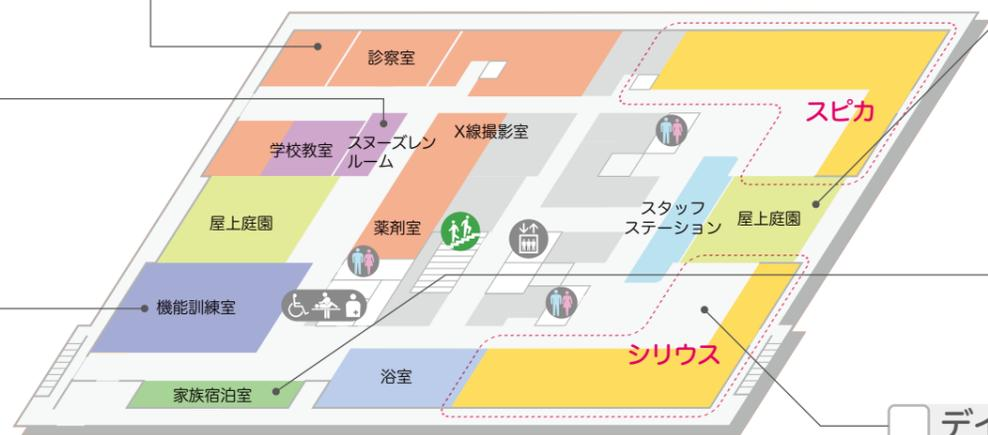 診察室
スピカ
X線撮影室
スヌーズレン
ルーム
学校教室
スタッフ
ステーション
屋上庭園
屋上庭園
薬剤室
機能訓練室
シリウス
浴室
家族宿泊室
デイ